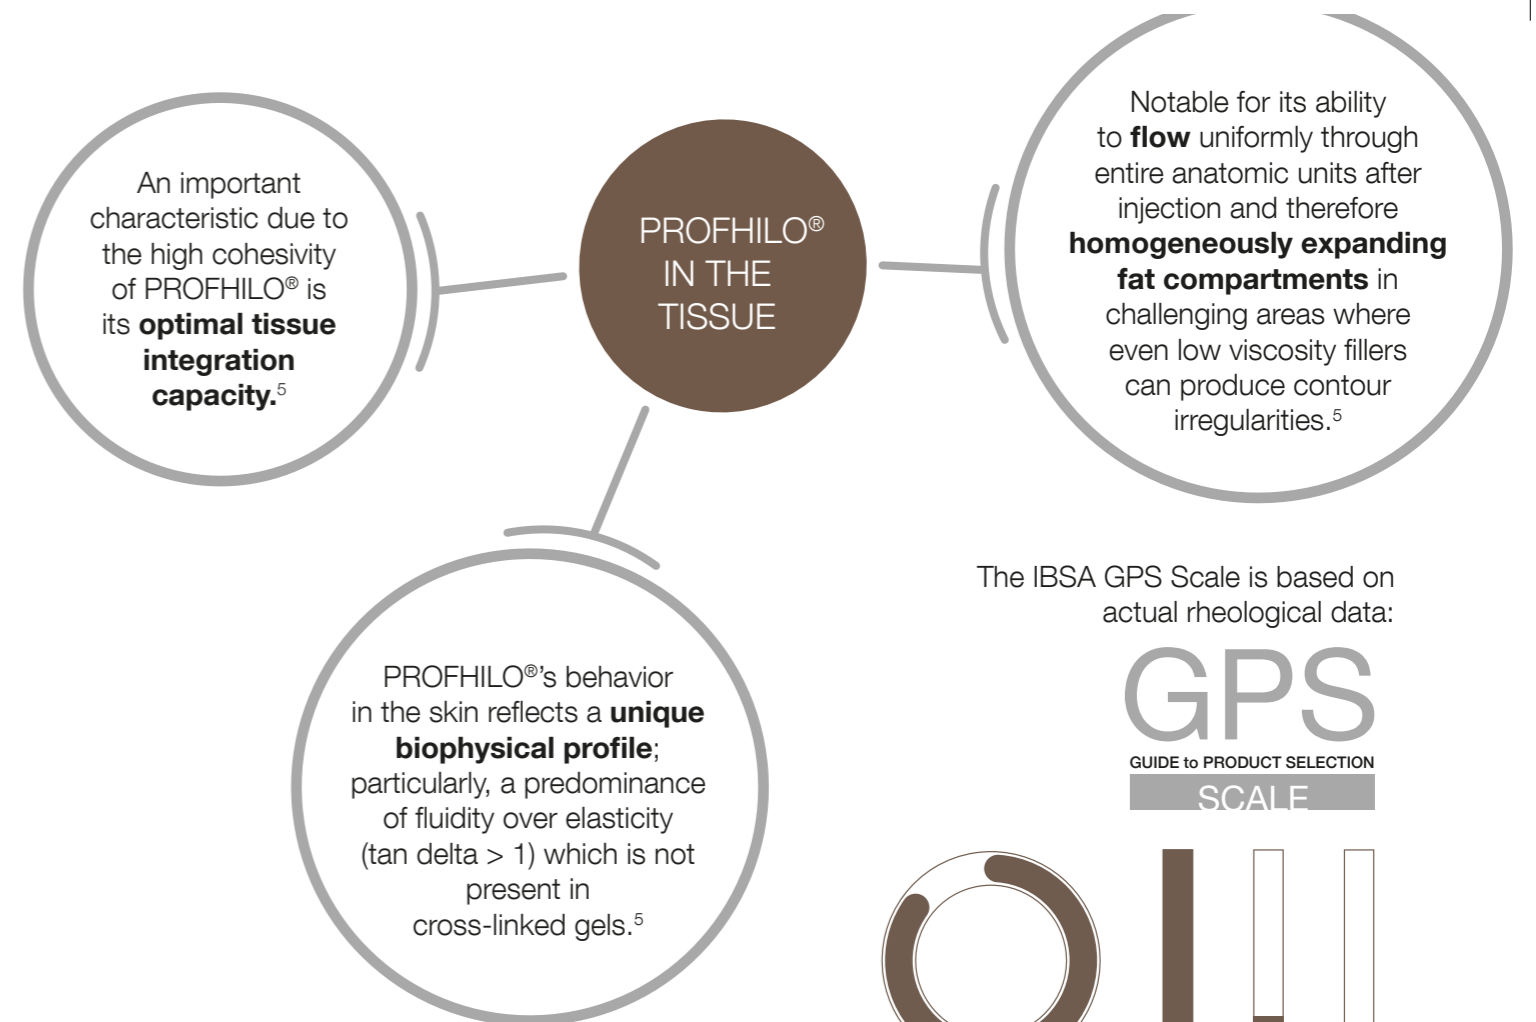 An important
characteristic due to
the high cohesivity
of PROFHILO® is
its optimal tissue
integration
capacity.5
PROFHILO®
IN THE
TISSUE
Notable for its ability
to flow uniformly through
entire anatomic units after
injection and therefore
homogeneously expanding
fat compartments in
challenging areas where
even low viscosity fillers
can produce contour
irregularities.5
PROFHILO®’s behavior
in the skin reflects a unique
biophysical profile;
particularly, a predominance
of fluidity over elasticity
(tan delta > 1) which is not
present in
cross-linked gels.5
The IBSA GPS Scale is based on
actual rheological data:
GPS
GUIDE to PRODUCT SELECTION
SCALE